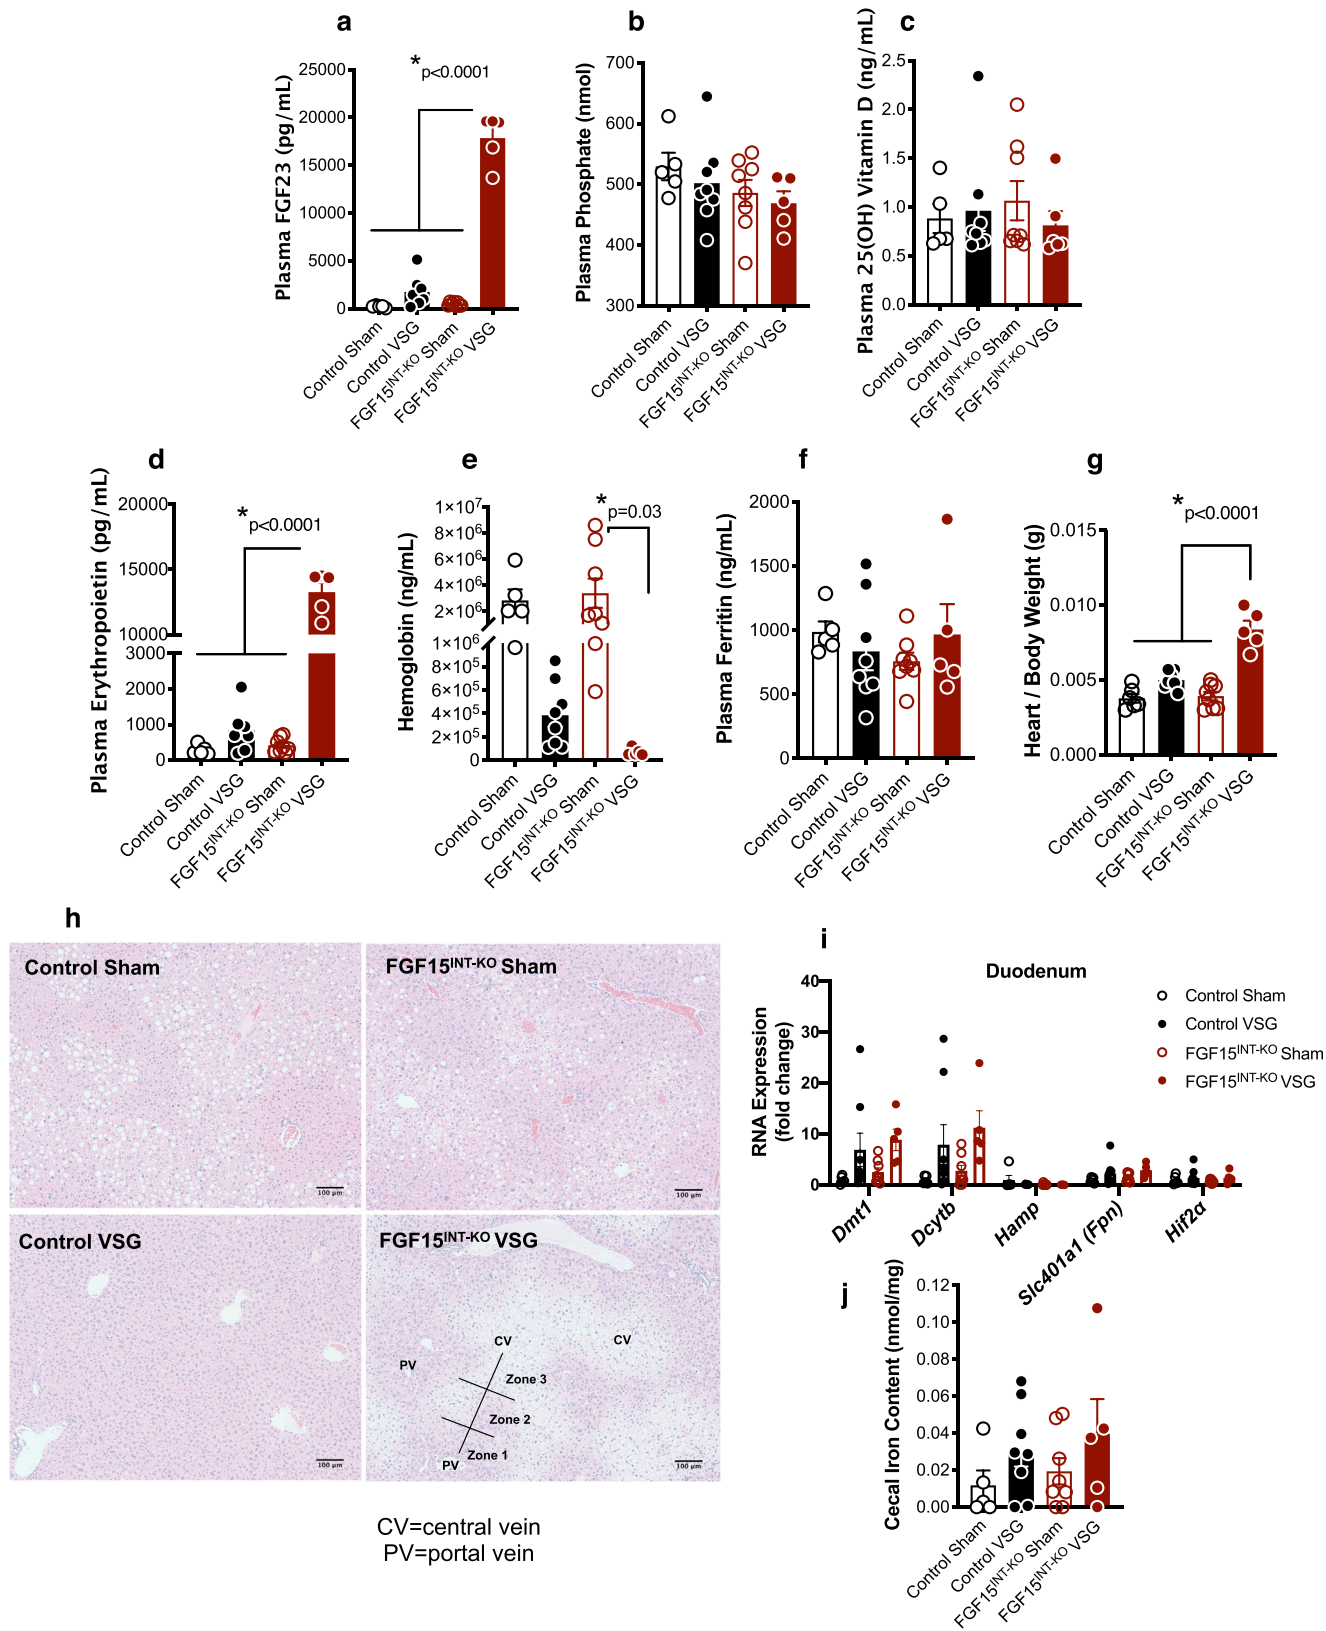 a
Plasma FGF23 (pg/mL)
25000
20000
15000
10000
5000
0
*
p<0.0001
Control Sham
Control VSG
FGF15INT-KO Sham
FGF15INT-KO VSG
b
Plasma Phosphate (nmol)
700
600
500
400
300
Control Sham
Control VSG
FGF15INT-KO Sham
FGF15INT-KO VSG
c
Plasma 25(OH) Vitamin D (ng/mL)
2.5
2.0
1.5
1.0
0.5
0.0
Control Sham
Control VSG
FGF15INT-KO Sham
FGF15INT-KO VSG
d
Plasma Erythropoietin (pg/mL)
20000
15000
10000
3000
2000
1000
0
*
p<0.0001
Control Sham
Control VSG
FGF15INT-KO Sham
FGF15INT-KO VSG
e
Hemoglobin (ng/mL)
1×10⁷
8×10⁶
6×10⁶
4×10⁶
2×10⁶
1×10⁶
8×10⁵
6×10⁵
4×10⁵
2×10⁵
0
*
p=0.03
Control Sham
Control VSG
FGF15INT-KO Sham
FGF15INT-KO VSG
f
Plasma Ferritin (ng/mL)
2000
1500
1000
500
0
Control Sham
Control VSG
FGF15INT-KO Sham
FGF15INT-KO VSG
g
Heart / Body Weight (g)
0.015
0.010
0.005
0.000
*
p<0.0001
Control Sham
Control VSG
FGF15INT-KO Sham
FGF15INT-KO VSG
h
Control Sham
100 µm
FGF15INT-KO Sham
100 µm
Control VSG
100 µm
FGF15INT-KO VSG
CV
CV
PV
Zone 3
Zone 2
Zone 1
PV
100 µm
CV=central vein
PV=portal vein
i
Duodenum
RNA Expression
(fold change)
40
30
20
10
0
Dmt1
Dcytb
Hamp
Slc401a1 (Fpn)
Hif2α
Control Sham
Control VSG
FGF15INT-KO Sham
FGF15INT-KO VSG
j
Cecal Iron Content (nmol/mg)
0.12
0.10
0.08
0.06
0.04
0.02
0.00
Control Sham
Control VSG
FGF15INT-KO Sham
FGF15INT-KO VSG